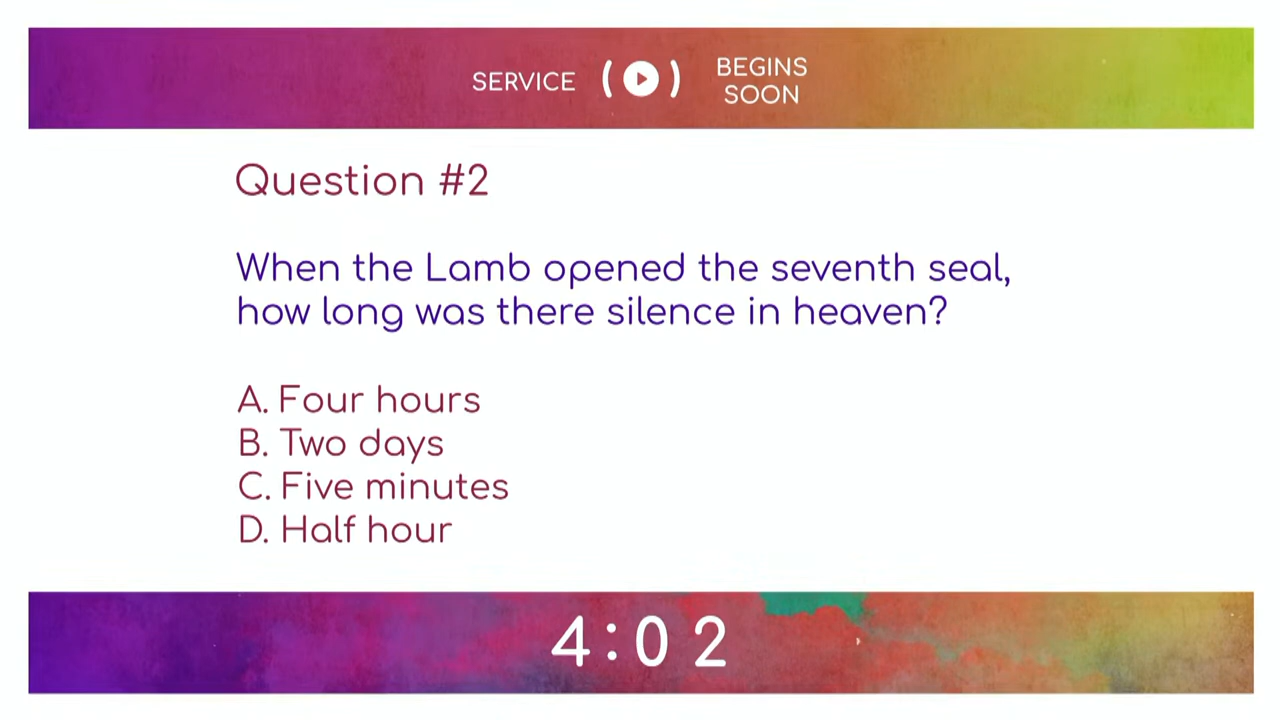 SERVICE
BEGINS
SOON
Question #2
When the Lamb opened the seventh seal,
how long was there silence in heaven?
A. Four hours
B. Two days
C. Five minutes
D. Half hour
4:02